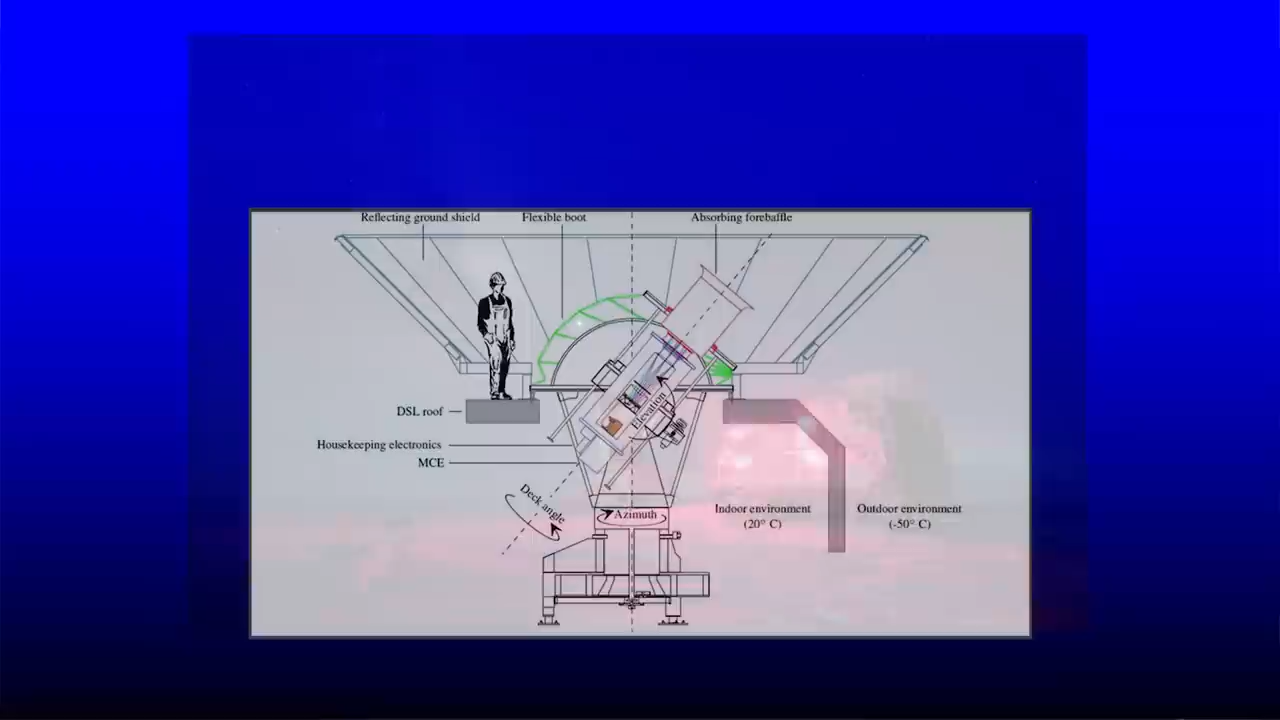 Reflecting ground shield
Flexible boot
Absorbing forebaffle
Elevation
DSL roof
Housekeeping electronics
MCE
Deck angle
Azimuth
Indoor environment
(20° C)
Outdoor environment
(-50° C)